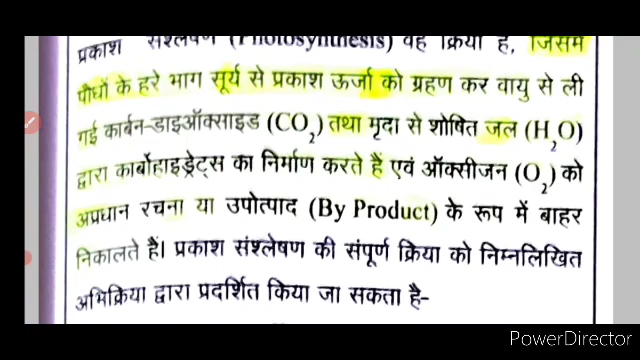 प्रकाश संश्लेषण (Photosynthesis) वह क्रिया है, जिसमें
पौधों के हरे भाग सूर्य से प्रकाश ऊर्जा को ग्रहण कर वायु से ली
गई कार्बन-डाइऑक्साइड (CO₂) तथा मृदा से शोषित जल (H₂O)
द्वारा कार्बोहाइड्रेट्स का निर्माण करते हैं एवं ऑक्सीजन (O₂) को
अप्रधान रचना या उपोत्पाद (By Product) के रूप में बाहर
निकालते हैं। प्रकाश संश्लेषण की संपूर्ण क्रिया को निम्नलिखित
अभिक्रिया द्वारा प्रदर्शित किया जा सकता है-
PowerDirector